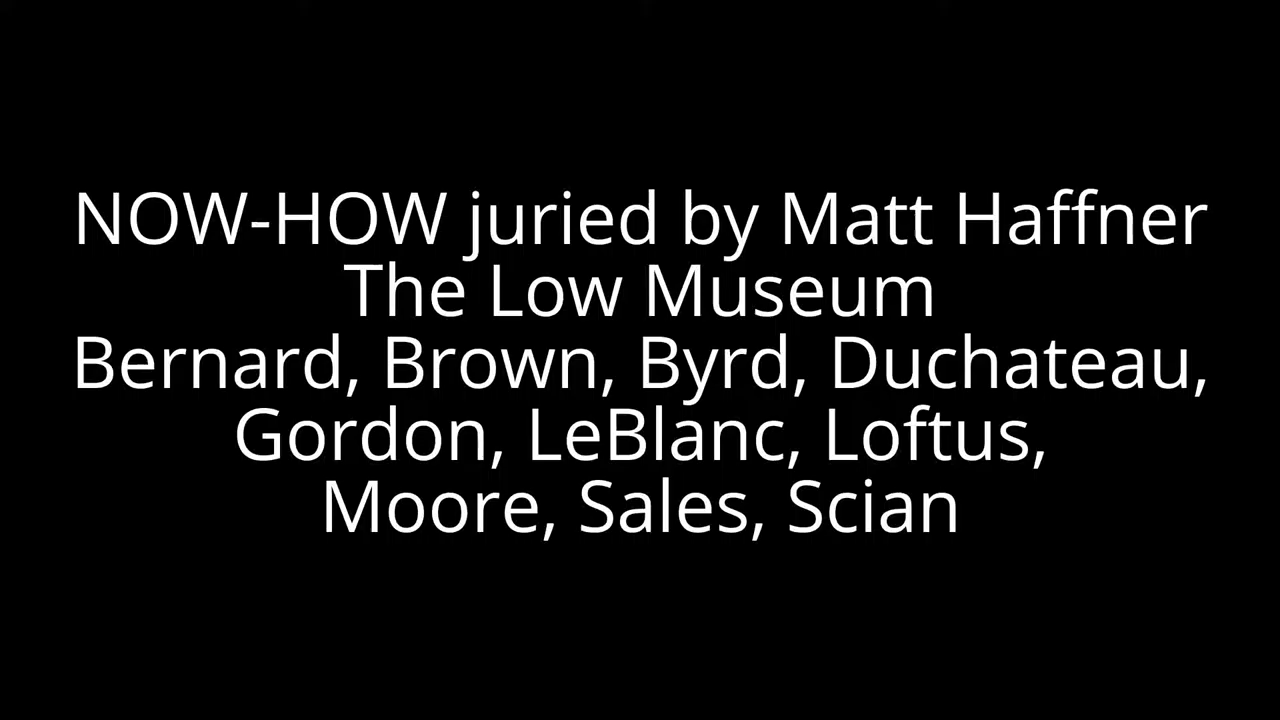 NOW-HOW juried by Matt Haffner
The Low Museum
Bernard, Brown, Byrd, Duchateau,
Gordon, LeBlanc, Loftus,
Moore, Sales, Scian